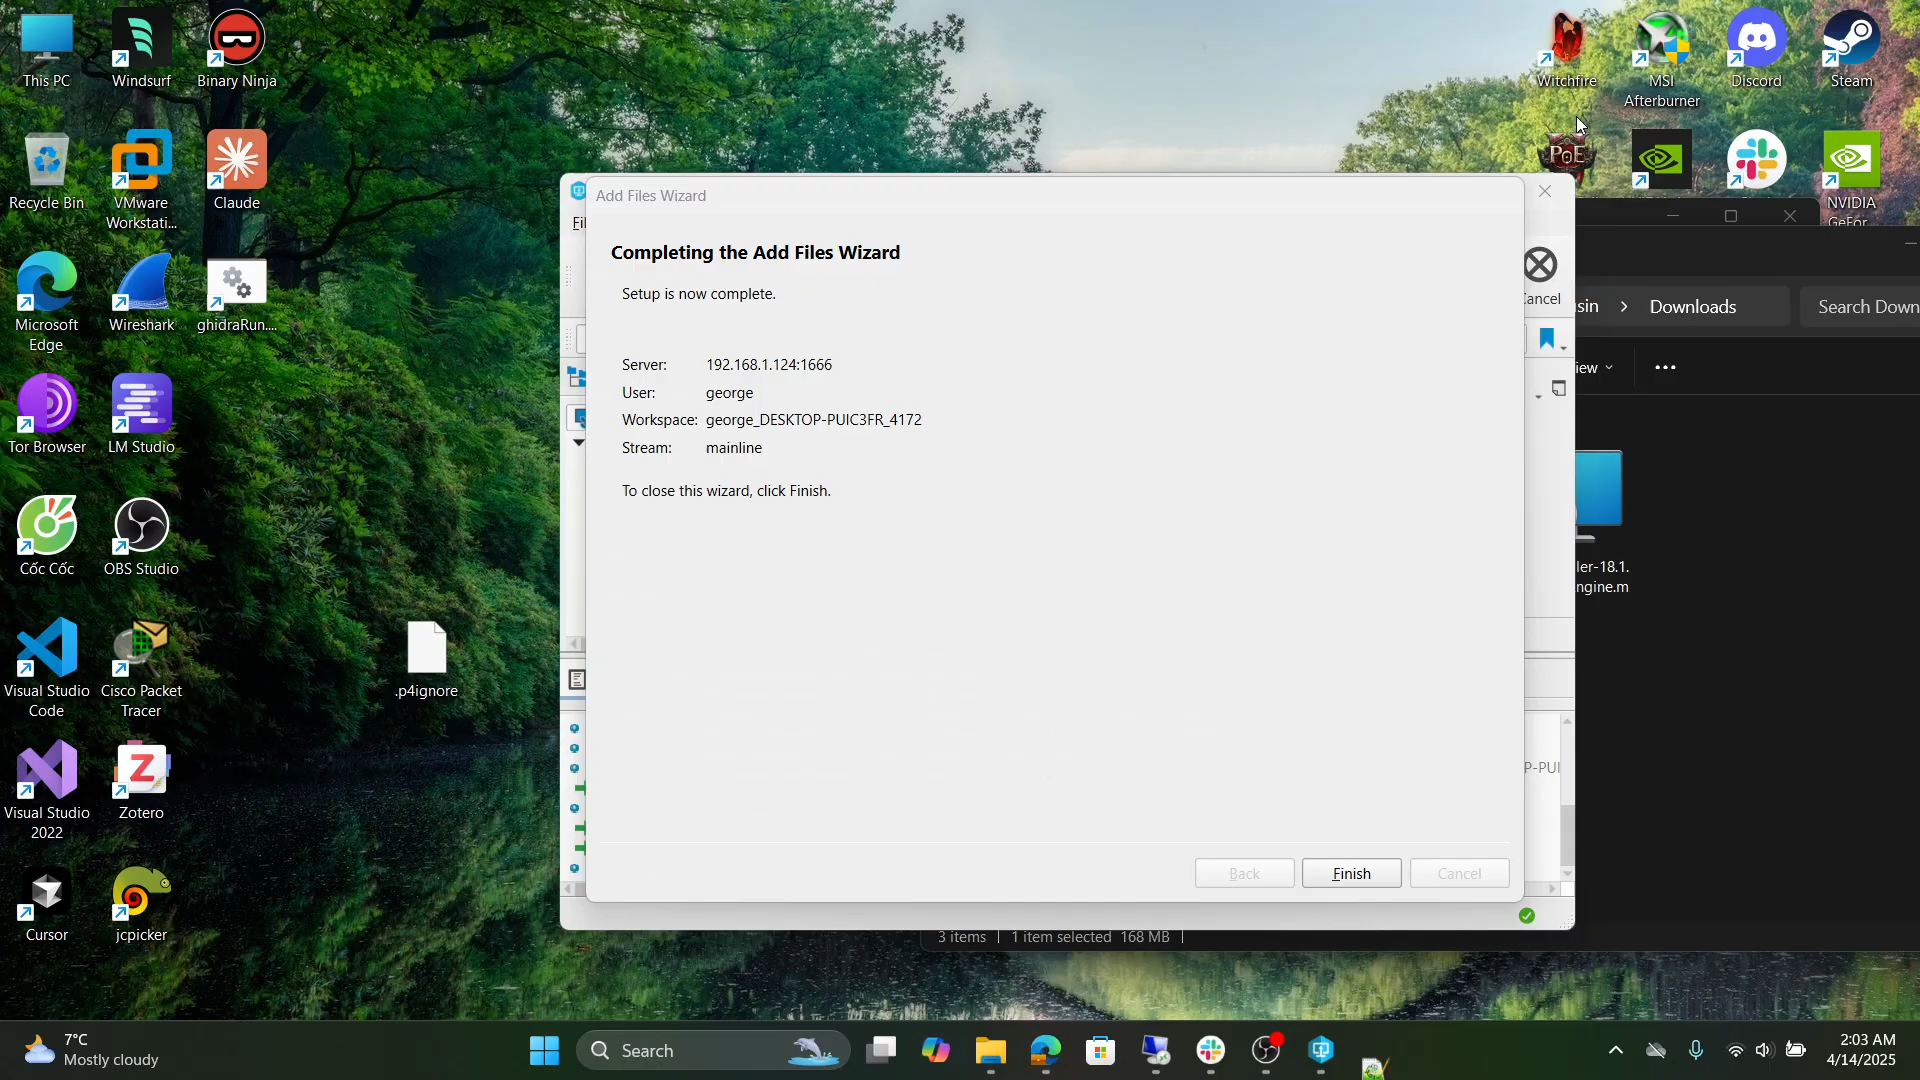 This PC
Windsurf
Binary Ninja
Witchfire
MSI
Afterburner
Discord
Steam
Recycle Bin
VMware
Workstati...
Claude
PoE
NVIDIA
GeFor
Add Files Wizard
Completing the Add Files Wizard
Setup is now complete.
Server: 192.168.1.124:1666
User: george
Workspace: george_DESKTOP-PUIC3FR_4172
Stream: mainline
To close this wizard, click Finish.
Back
Finish
Cancel
Fil
ancel
sin > Downloads
Search Down
iew
ler-18.1.
ngine.m
P-PUI
3 items
1 item selected 168 MB
Microsoft
Edge
Wireshark
ghidraRun....
Tor Browser
LM Studio
Cốc Cốc
OBS Studio
Visual Studio
Code
Cisco Packet
Tracer
.p4ignore
Visual Studio
2022
Zotero
Cursor
jcpicker
7°C
Mostly cloudy
Search
2:03 AM
4/14/2025